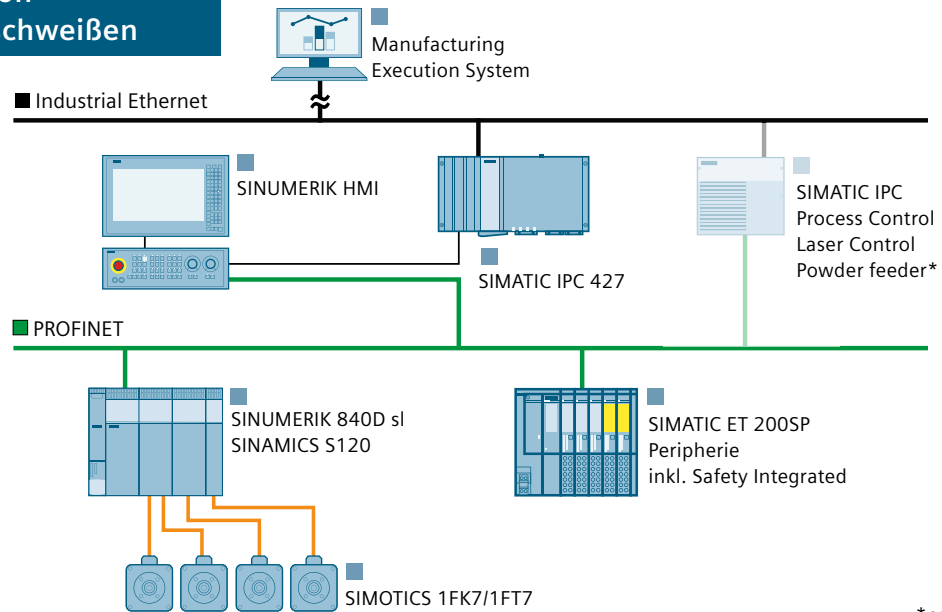 schweißen
Manufacturing
Execution System
Industrial Ethernet
SINUMERIK HMI
SIMATIC IPC 427
SIMATIC IPC
Process Control
Laser Control
Powder feeder*
PROFINET
SINUMERIK 840D sl
SINAMICS S120
SIMATIC ET 200SP
Peripherie
inkl. Safety Integrated
SIMOTICS 1FK7/1FT7
*